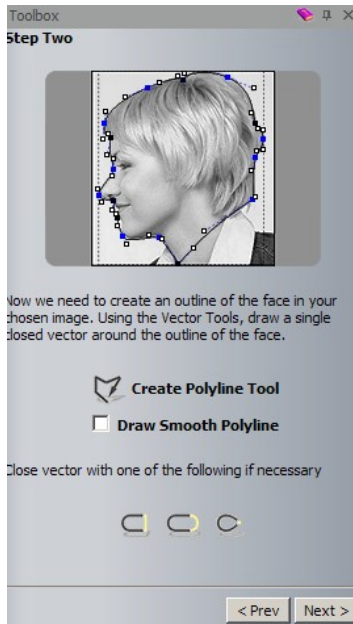 Toolbox
Step Two
Now we need to create an outline of the face in your
chosen image. Using the Vector Tools, draw a single
closed vector around the outline of the face.
Create Polyline Tool
Draw Smooth Polyline
Close vector with one of the following if necessary
< Prev Next >